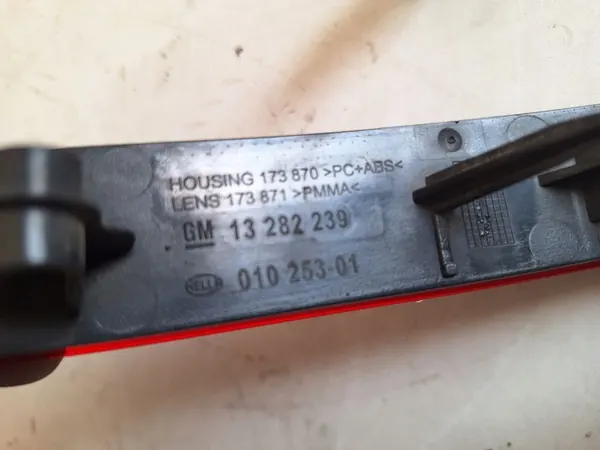 HOUSING 173 870 >PC+ABS<
LENS 173 871 >PMMA<
GM 13 282 239
HELLA 010 253-01